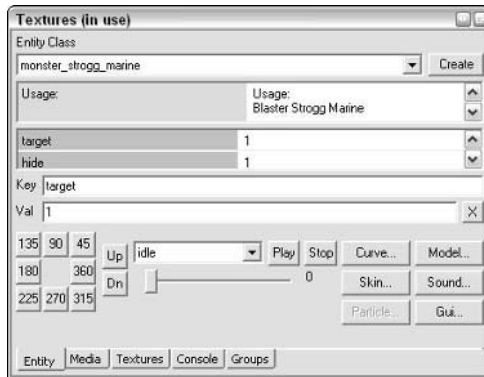 Textures (in use)
Entity Class
monster_strogg_marine Create
Usage: Usage:
Blaster Strogg Marine
target 1
hide 1
Key target
Val 1 X
135 90 45 Up idle Play Stop Curve... Model...
180 360 Dn 0 Skin... Sound...
225 270 315 Particle... Gui...
Entity Media Textures Console Groups